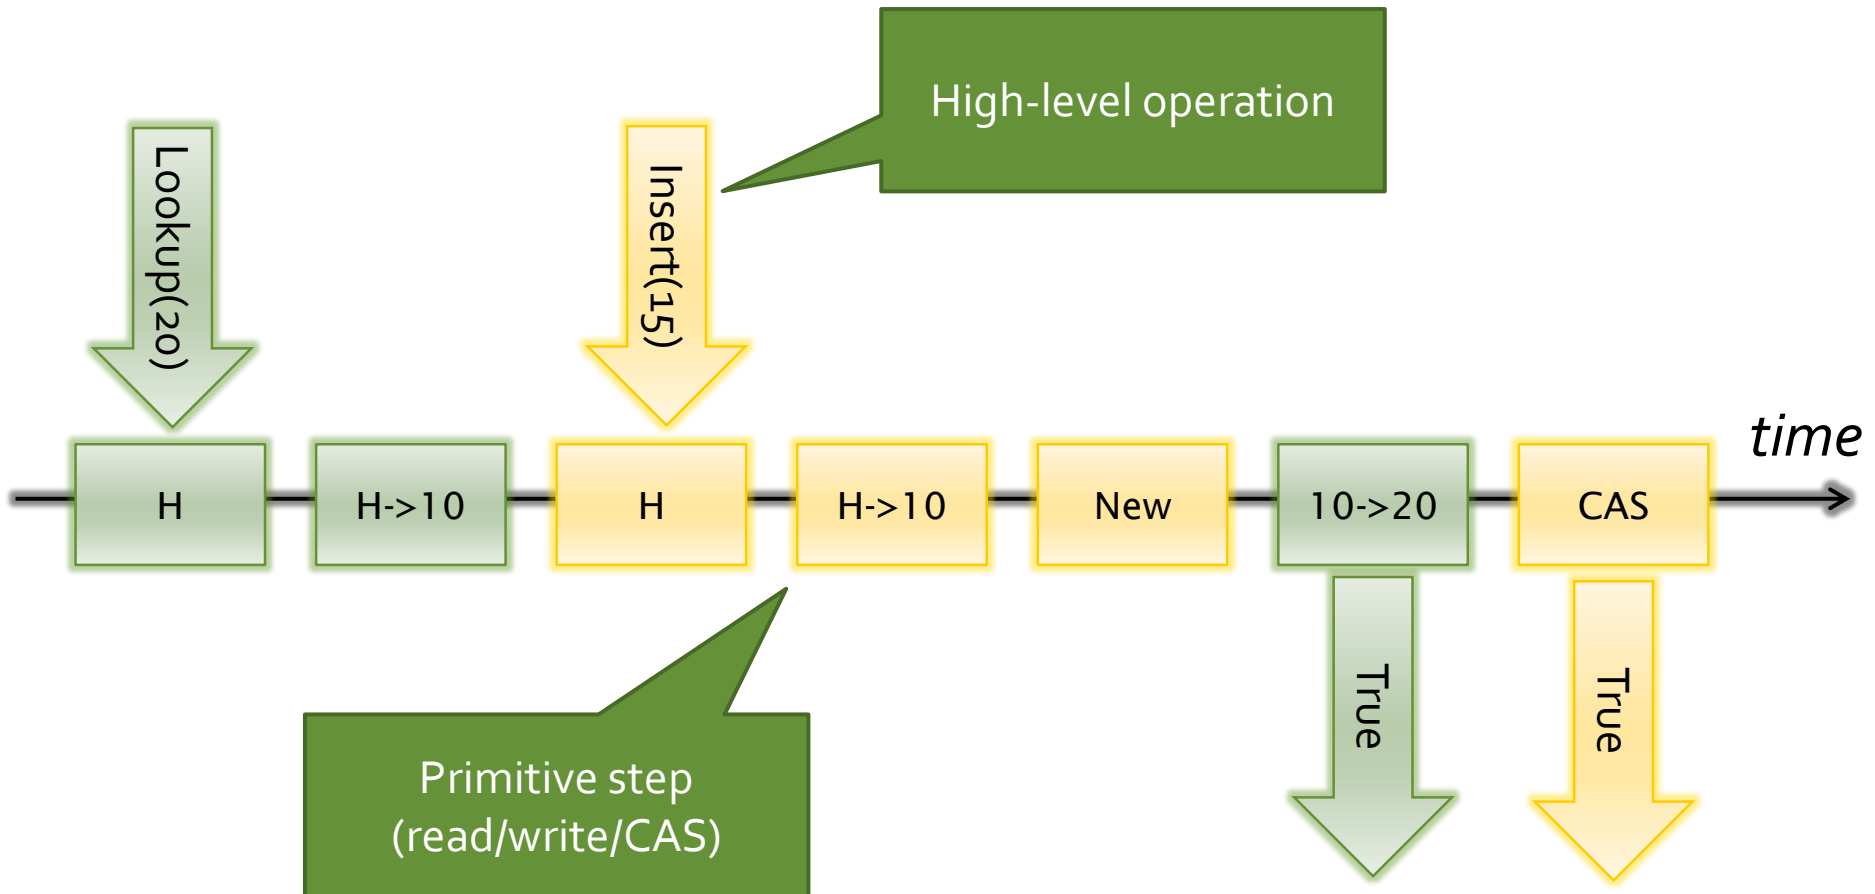 High-level operation
Lookup(20)
Insert(15)
time
H
H->10
H
H->10
New
10->20
CAS
True
True
Primitive step
(read/write/CAS)